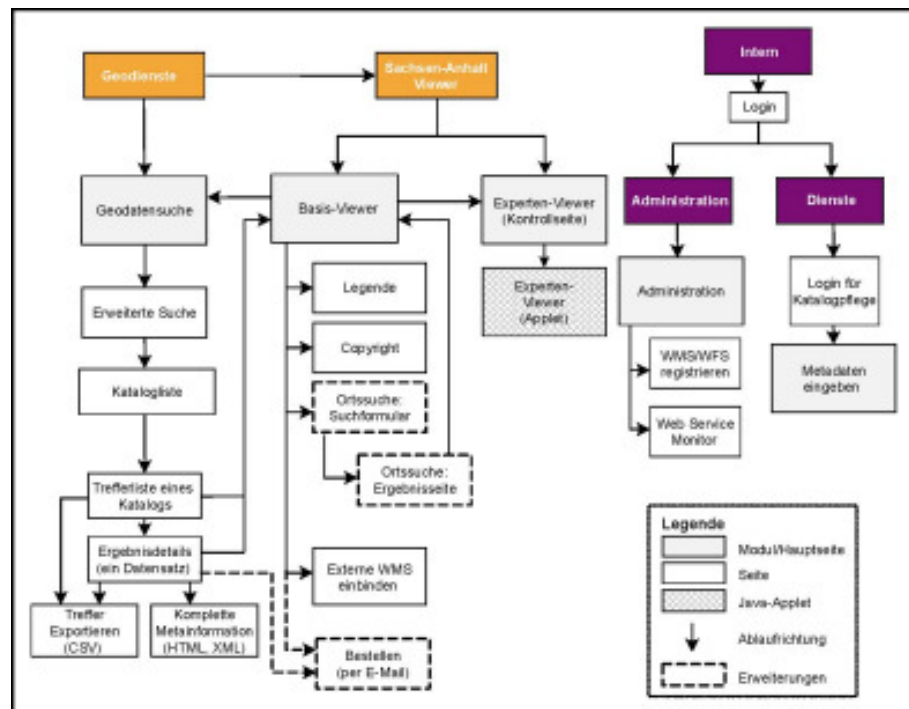 Geodienste
Sachsen-Anhalt
Viewer
Intern
Login
Geodatensuche
Basis-Viewer
Experten-Viewer
(Kontrollseite)
Administration
Dienste
Experten-
Viewer
(Applet)
Administration
Login für
Katalogpflege
Legende
Erweiterte Suche
Copyright
WMS/WFS
registrieren
Metadaten
eingeben
Katalogliste
Ortssuche:
Suchformular
Web Service
Monitor
Ortssuche:
Ergebnisseite
Trefferliste eines
Katalogs
Ergebnisdetails
(ein Datensatz)
Externe WMS
einbinden
Treffer
Exportieren
(CSV)
Komplette
Metainformation
(HTML, XML)
Bestellen
(per E-Mail)
Legende
Modul/Hauptseite
Seite
Java-Applet
Ablaufrichtung
Erweiterungen